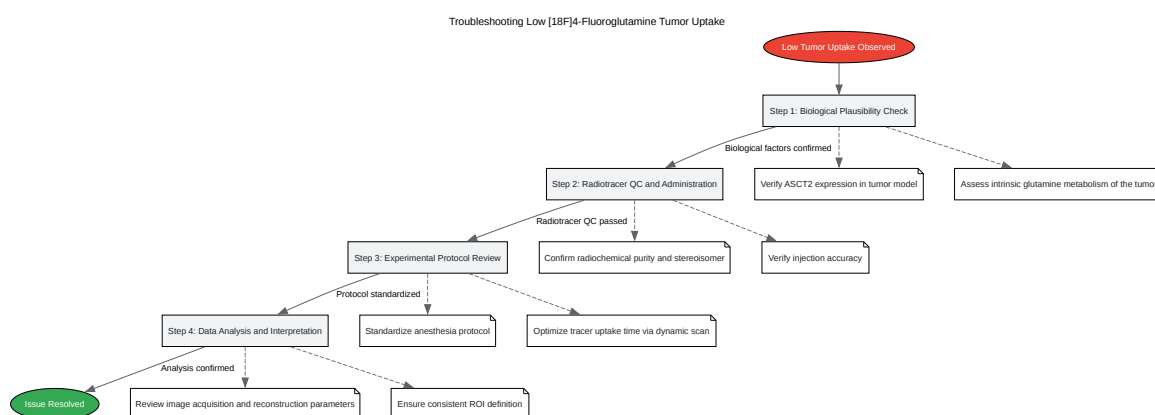 Troubleshooting Low [18F]4-Fluoroglutamine Tumor Uptake
Low Tumor Uptake Observed
Step 1: Biological Plausibility Check
Biological factors confirmed
Step 2: Radiotracer QC and Administration
Verify ASCT2 expression in tumor model
Assess intrinsic glutamine metabolism of the
Radiotracer QC passed
Step 3: Experimental Protocol Review
Confirm radiochemical purity and stereoisomer
Verify injection accuracy
Protocol standardized
Step 4: Data Analysis and Interpretation
Standardize anesthesia protocol
Optimize tracer uptake time via dynamic scan
Analysis confirmed
Issue Resolved
Review image acquisition and reconstruction parameters
Ensure consistent ROI definition